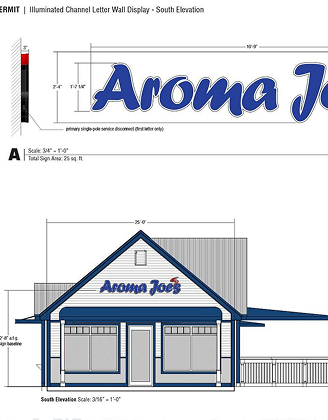 ERMIT | Illuminated Channel Letter Wall Display - South Elevation
3"
10'-9"
2'-4"
1'-7 1/4"
Aroma Jo
primary single-pole service disconnect (first letter only)
A
Scale: 3/4" = 1'-0"
Total Sign Area: 25 sq. ft.
25'-0"
Aroma Joe's
2'-8" a.f.g.
sign baseline
South Elevation Scale: 3/16" = 1'-0"